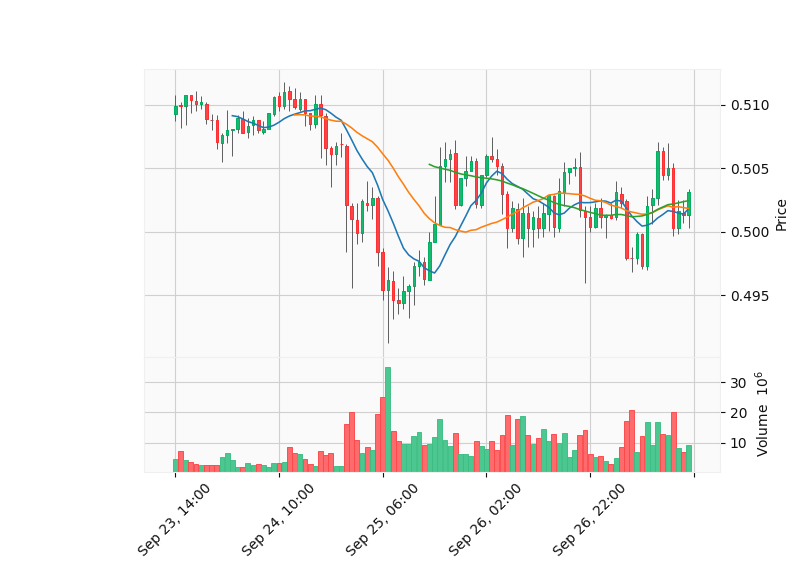 0.510
0.505
0.500
0.495
Price
30
20
10
Volume 10^6
Sep 23, 14:00
Sep 24, 10:00
Sep 25, 06:00
Sep 26, 02:00
Sep 26, 22:00